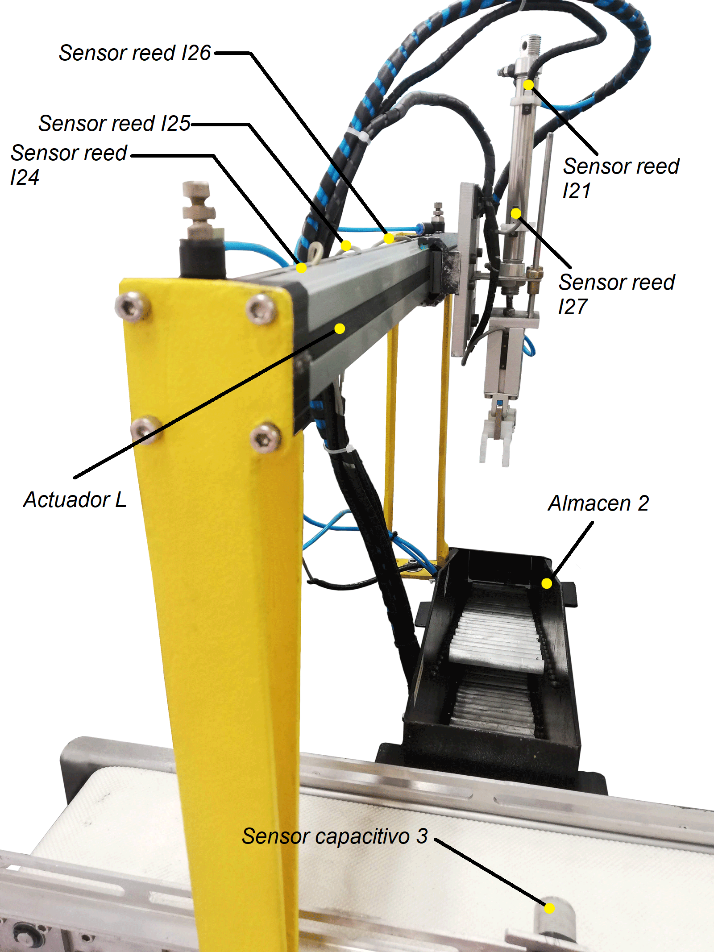 Sensor reed I26
Sensor reed I25
Sensor reed
I24
Sensor reed
I21
Sensor reed
I27
Actuador L
Almacen 2
Sensor capacitivo 3